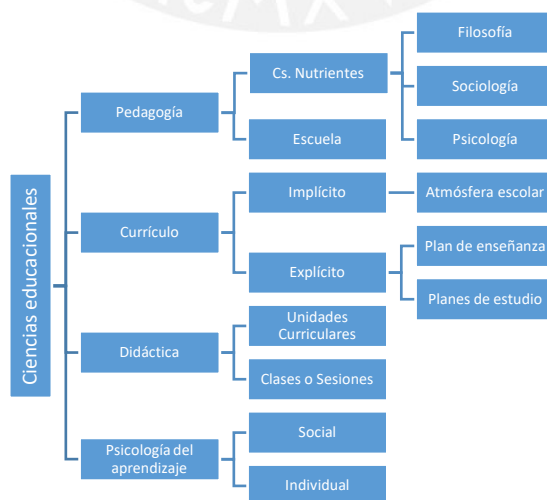 Filosofía
Cs. Nutrientes
Sociología
Pedagogía
Escuela
Psicología
Ciencias educacionales
Implícito
Atmósfera escolar
Currículo
Explícito
Plan de enseñanza
Planes de estudio
Unidades
Curriculares
Didáctica
Clases o Sesiones
Social
Psicología del
aprendizaje
Individual